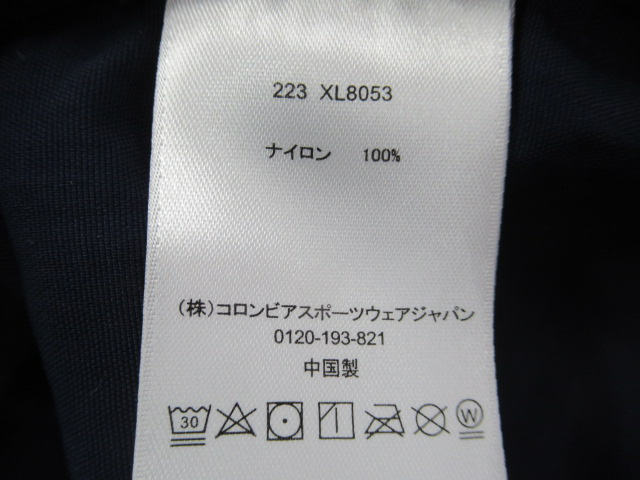 223 XL8053
ナイロン 100%
(株)コロンビアスポーツウェアジャパン
0120-193-821
中国製
30 W